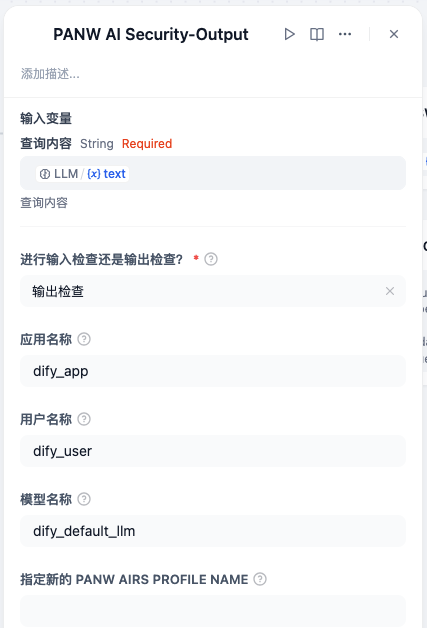 PANW AI Security-Output
添加描述...
输入变量
查询内容 String Required
LLM / {x} text
查询内容
进行输入检查还是输出检查? *
输出检查
应用名称
dify_app
用户名称
dify_user
模型名称
dify_default_llm
指定新的 PANW AIRS PROFILE NAME